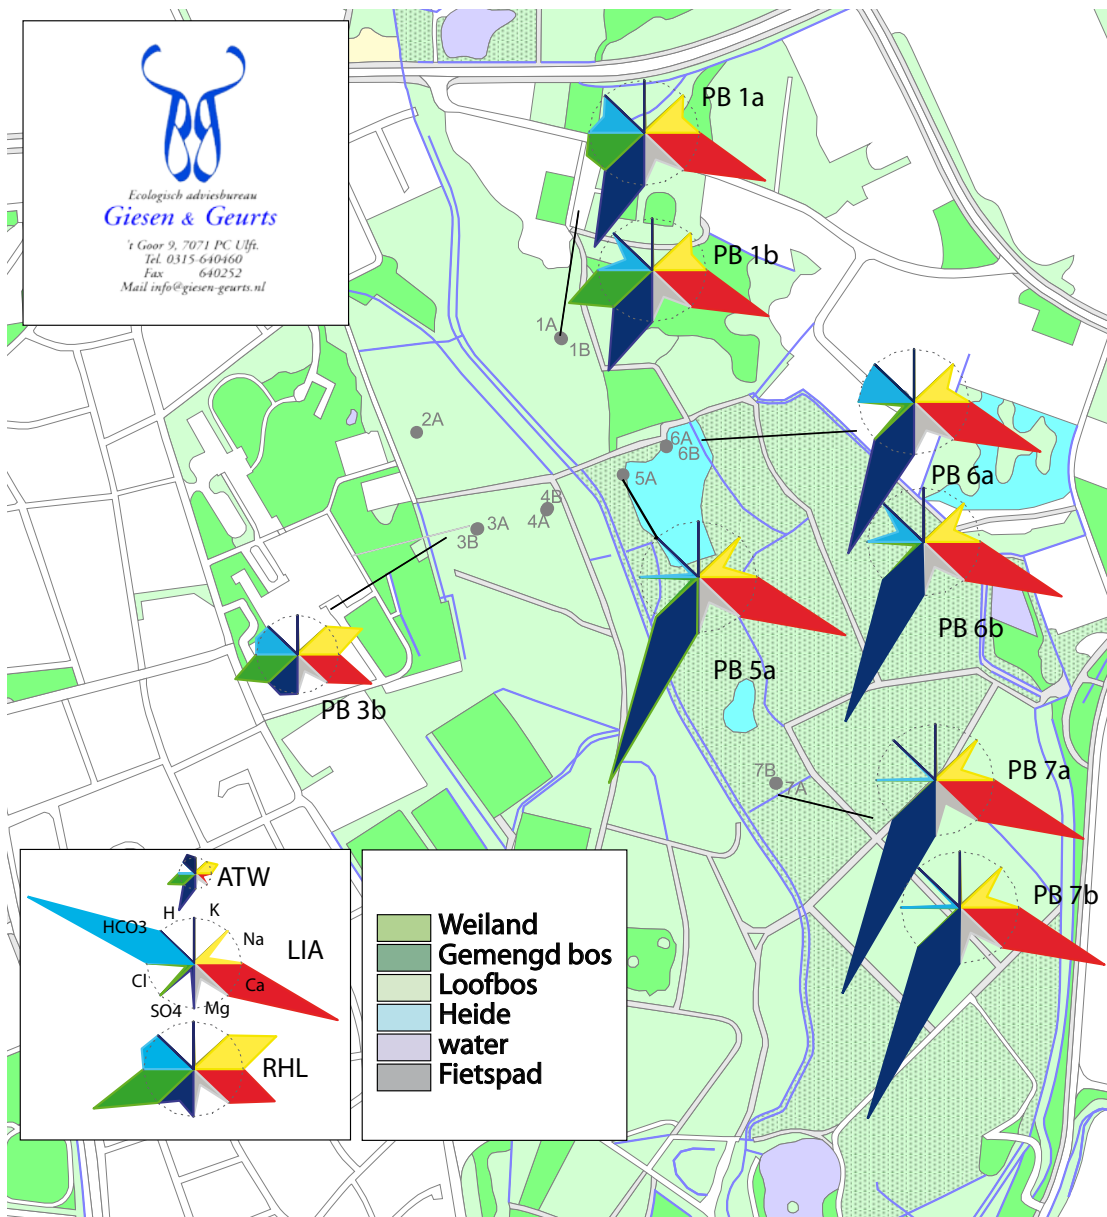 Ecologisch adviesbureau
Giesen & Geurts
't Goor 9, 7071 PC Ulft.
Tel. 0315-640460
Fax 640252
Mail info@giesen-geurts.nl
PB 1a
PB 1b
1A
1B
2A
6A
6B
5A
4B
4A
3A
3B
PB 6a
PB 6b
PB 5a
PB 3b
7B
7A
PB 7a
PB 7b
ATW
H
K
HCO3
Na
LIA
Cl
Ca
SO4
Mg
RHL
Weiland
Gemengd bos
Loofbos
Heide
water
Fietspad